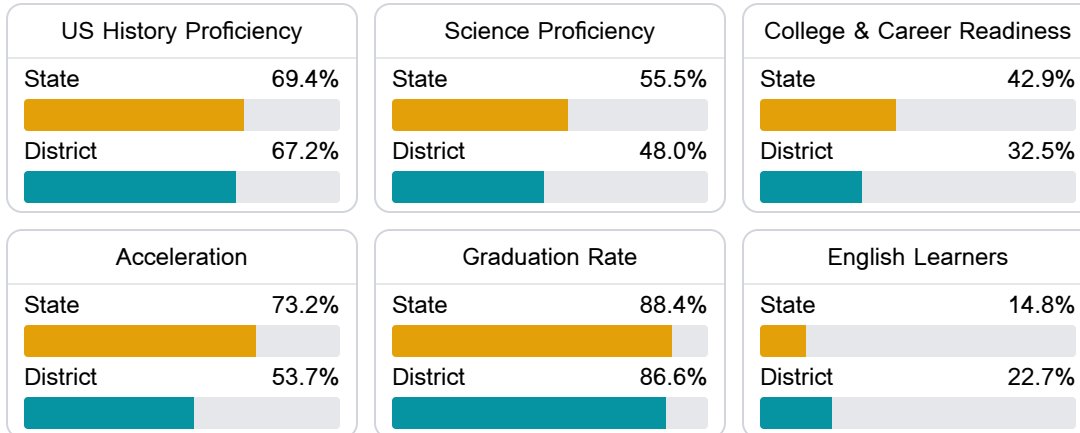 US History Proficiency
State 69.4%
District 67.2%
Science Proficiency
State 55.5%
District 48.0%
College & Career Readiness
State 42.9%
District 32.5%
Acceleration
State 73.2%
District 53.7%
Graduation Rate
State 88.4%
District 86.6%
English Learners
State 14.8%
District 22.7%